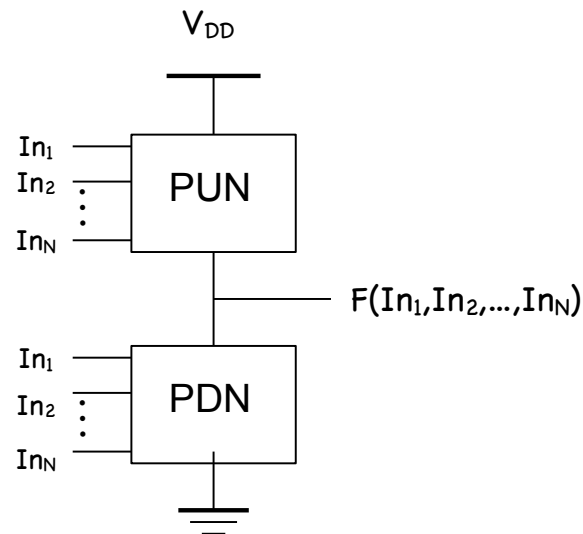 V_DD
In₁
In₂
In_N
PUN
F(In₁,In₂,...,In_N)
In₁
In₂
In_N
PDN